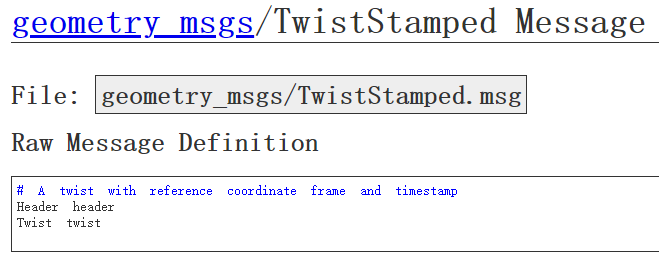 geometry_msgs/TwistStamped Message
File: geometry_msgs/TwistStamped.msg
Raw Message Definition
# A twist with reference coordinate frame and timestamp
Header header
Twist twist